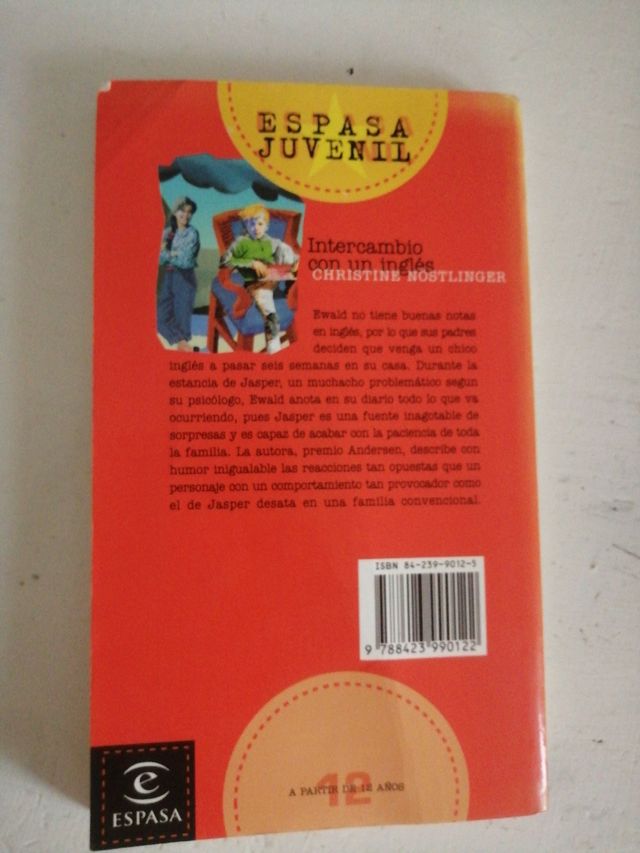 ESPASA
JUVENIL
Intercambio
con un inglés
CHRISTINE NÖSTLINGER
Ewald no tiene buenas notas
en inglés, por lo que sus padres
deciden que venga un chico
inglés a pasar seis semanas en su casa. Durante la
estancia de Jasper, un muchacho problemático según
su psicólogo, Ewald anota en su diario todo lo que va
ocurriendo, pues Jasper es una fuente inagotable de
sorpresas y es capaz de acabar con la paciencia de toda
la familia. La autora, premio Andersen, describe con
humor inigualable las reacciones tan opuestas que un
personaje con un comportamiento tan provocador como
el de Jasper desata en una familia convencional.
ISBN 84-239-9012-5
9 788423 990122
12
A PARTIR DE 12 AÑOS
e
ESPASA